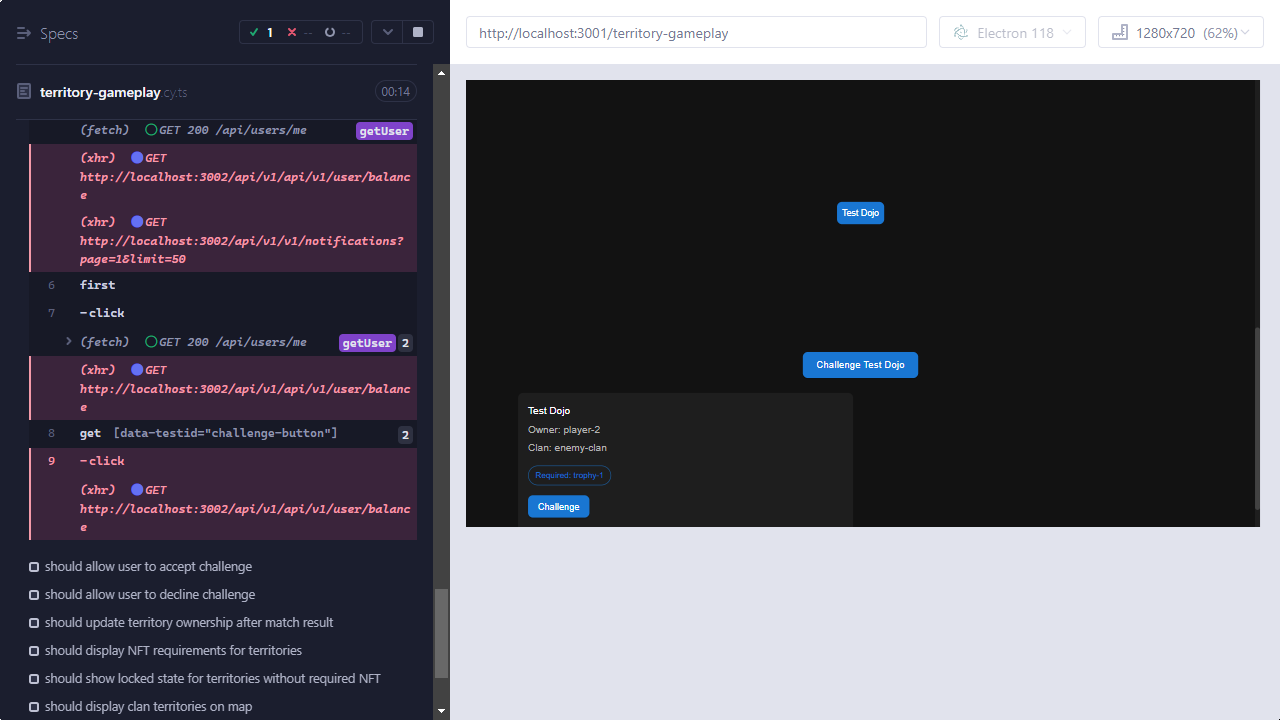 Specs
1 -- --
http://localhost:3001/territory-gameplay
Electron 118
1280x720 (62%)
territory-gameplay.cy.ts
00:14
(fetch) GET 200 /api/users/me getUser
(xhr) GET
http://localhost:3002/api/v1/api/v1/user/balanc
e
(xhr) GET
http://localhost:3002/api/v1/v1/notifications?
page=1&limit=50
6 first
7 -click
(fetch) GET 200 /api/users/me getUser 2
(xhr) GET
http://localhost:3002/api/v1/api/v1/user/balanc
e
8 get [data-testid="challenge-button"] 2
9 -click
(xhr) GET
http://localhost:3002/api/v1/api/v1/user/balanc
e
should allow user to accept challenge
should allow user to decline challenge
should update territory ownership after match result
should display NFT requirements for territories
should show locked state for territories without required NFT
should display clan territories on map
Test Dojo
Challenge Test Dojo
Test Dojo
Owner: player-2
Clan: enemy-clan
Required: trophy-1
Challenge